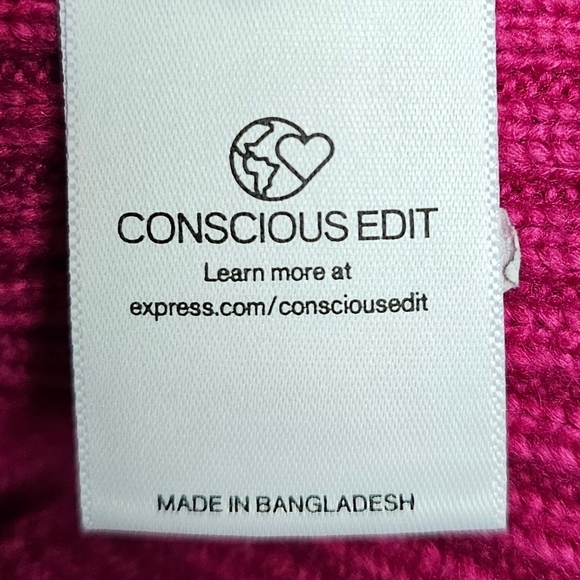 CONSCIOUS EDIT
Learn more at
express.com/consciousedit
MADE IN BANGLADESH